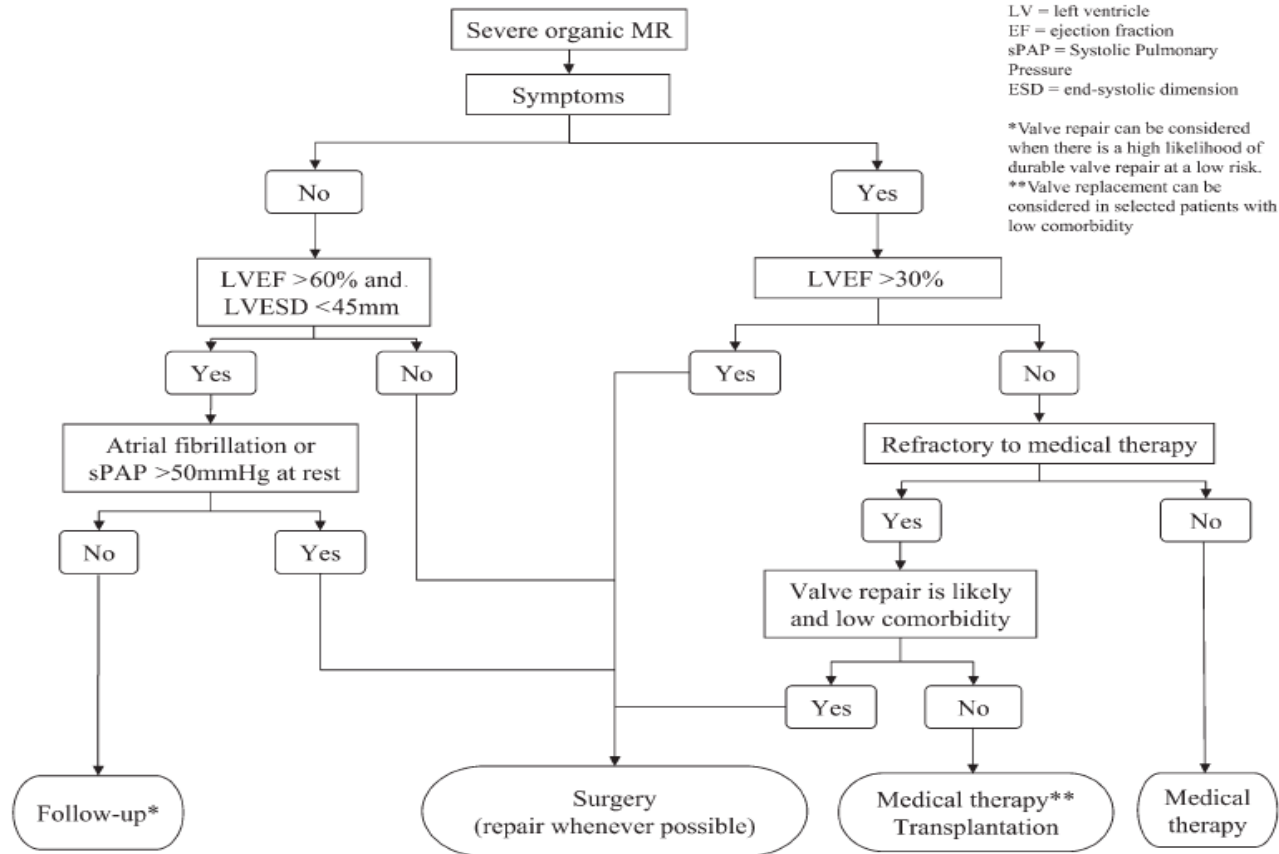 Severe organic MR
Symptoms
No
Yes
LVEF >60% and.
LVESD <45mm
LVEF >30%
Yes
No
Yes
No
Atrial fibrillation or
sPAP >50mmHg at rest
Refractory to medical therapy
No
Yes
Yes
No
Valve repair is likely
and low comorbidity
Yes
No
Follow-up*
Surgery
(repair whenever possible)
Medical therapy**
Transplantation
Medical
therapy
LV = left ventricle
EF = ejection fraction
sPAP = Systolic Pulmonary
Pressure
ESD = end-systolic dimension
*Valve repair can be considered
when there is a high likelihood of
durable valve repair at a low risk.
**Valve replacement can be
considered in selected patients with
low comorbidity